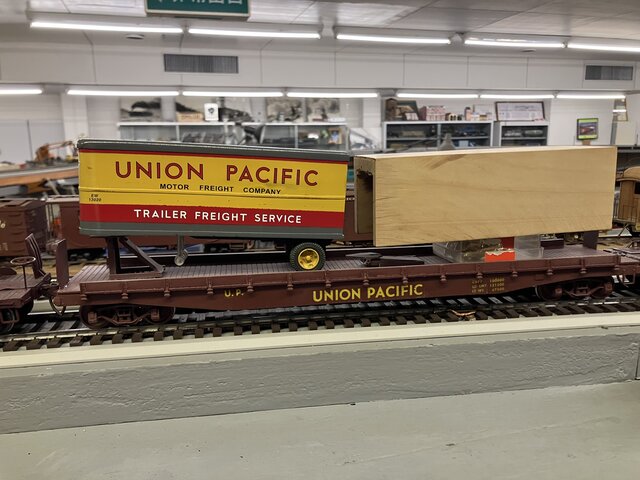 UNION PACIFIC
MOTOR FREIGHT COMPANY
TRAILER FREIGHT SERVICE
U.P.
UNION PACIFIC